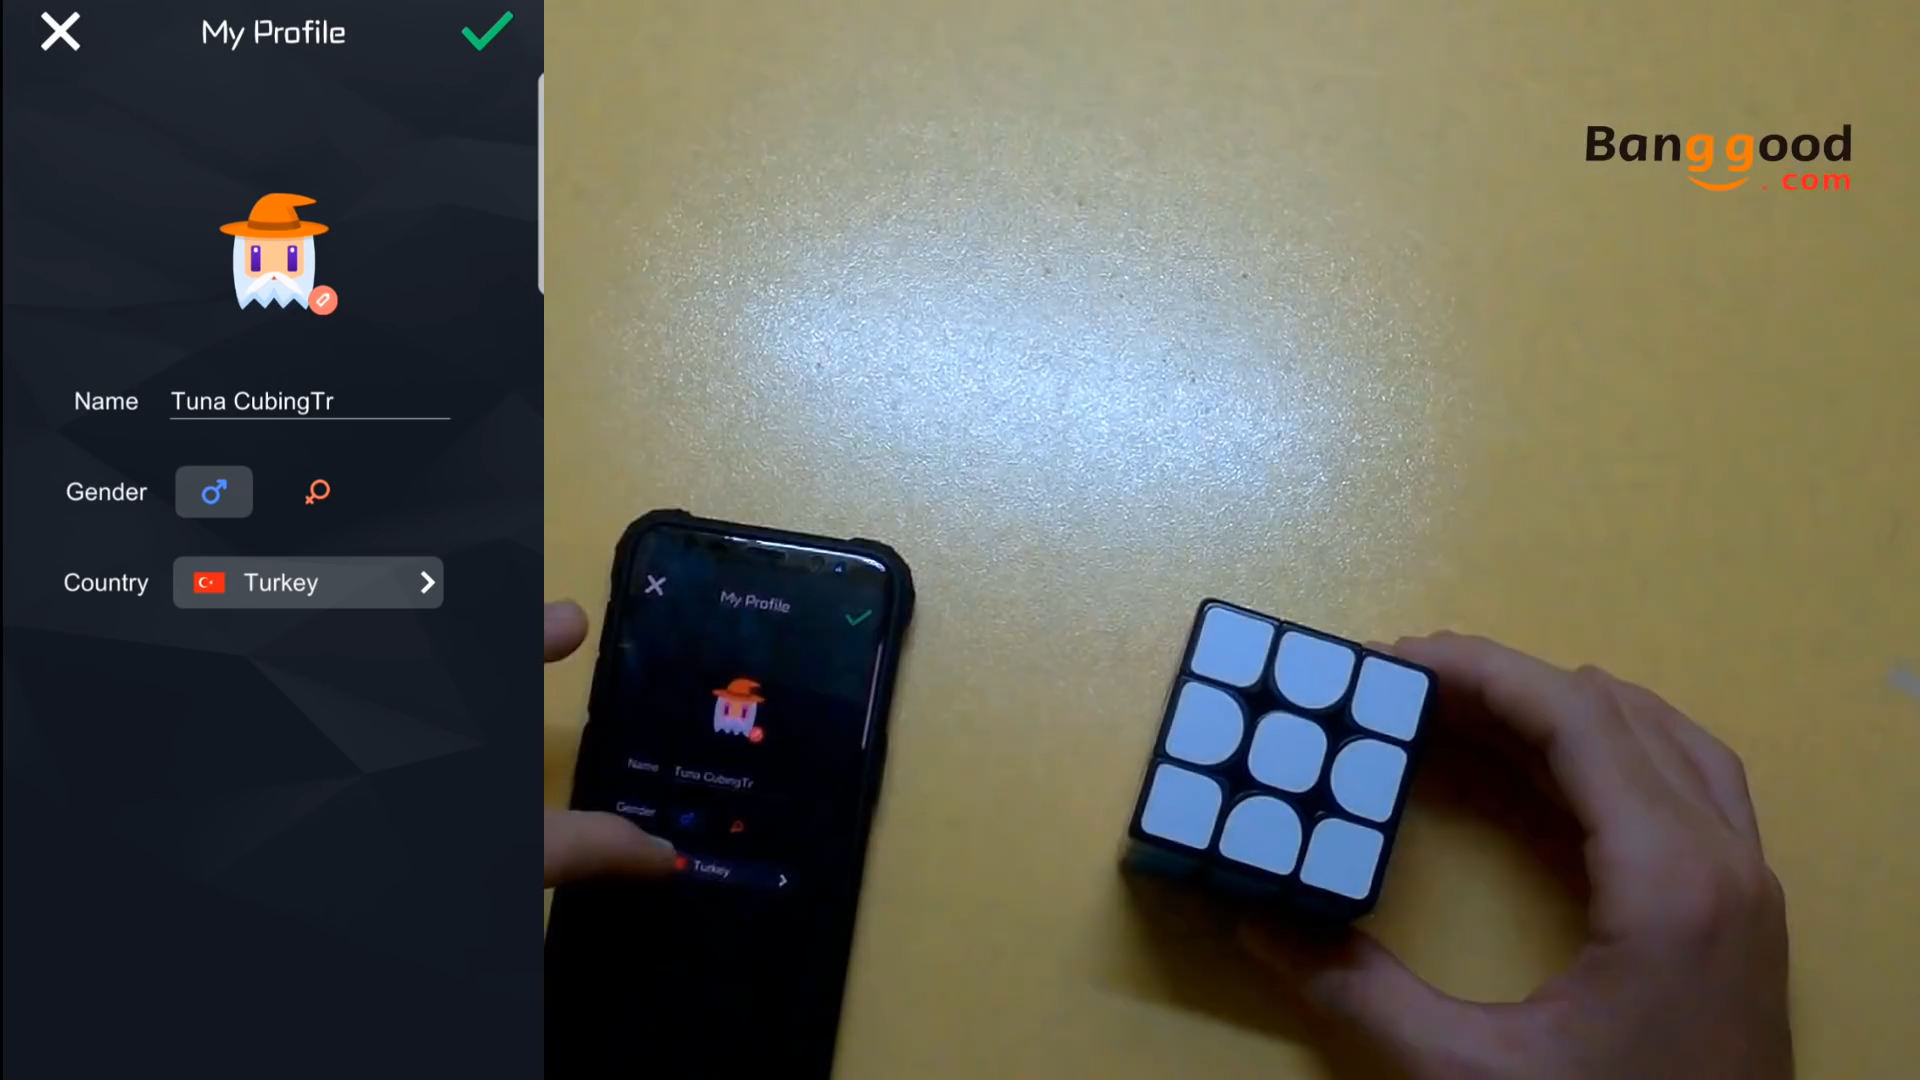 My Profile
Name Tuna CubingTr
Gender
Country Turkey
Banggood
.com
My Profile
Name Tuna CubingTr
Gender
Turkey